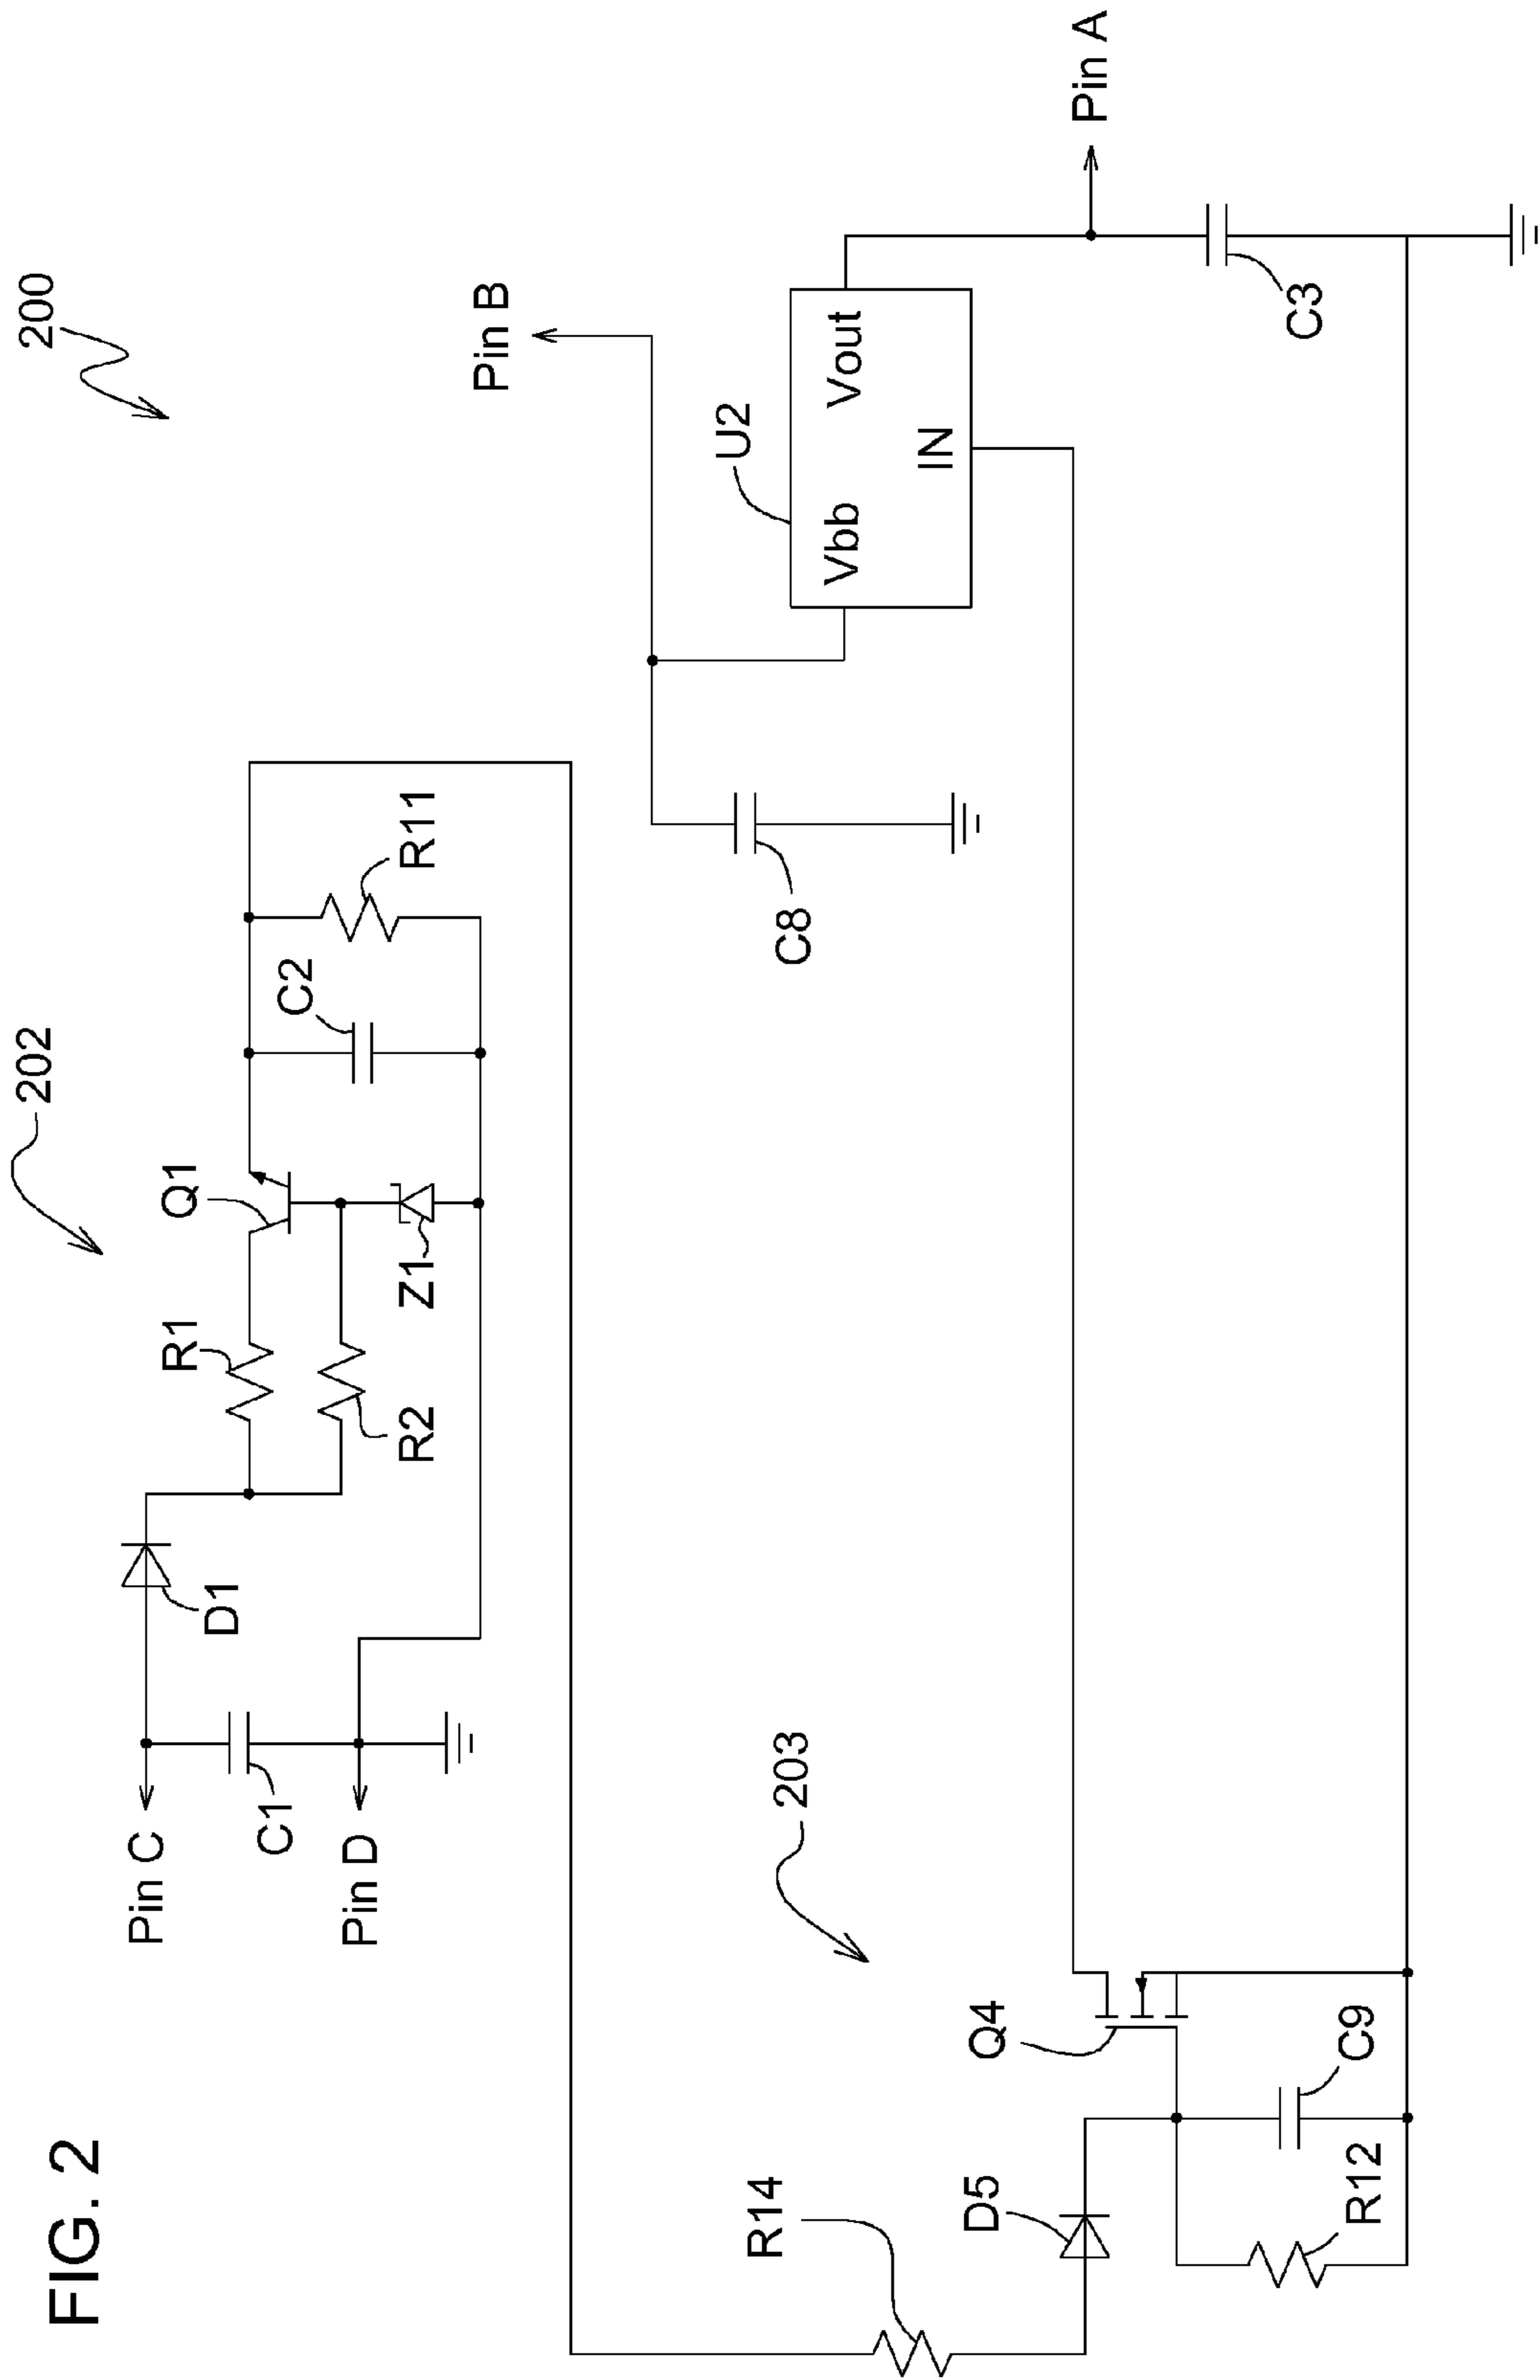 FIG. 2
200
202
Pin C
D1
C1
Pin D
R1
R2
Q1
Z1
C2
R11
Pin B
203
C8
U2
Vbb
Vout
IN
R14
D5
Q4
R12
C9
Pin A
C3